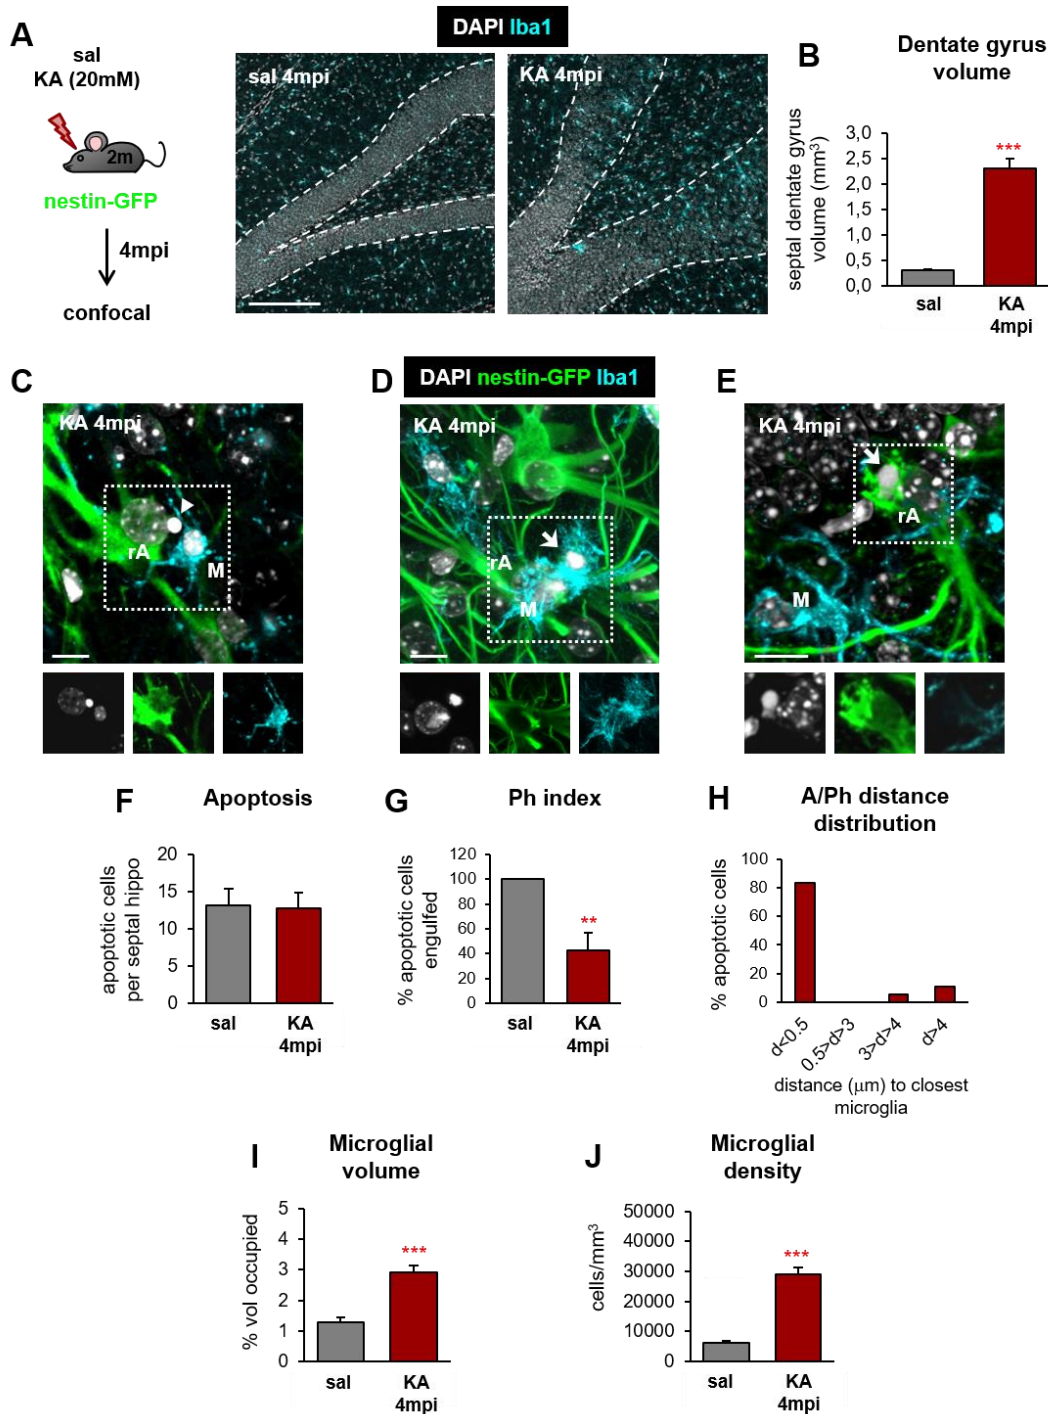 A
sal
KA (20mM)
2m
nestin-GFP
4mpi
confocal
DAPI Iba1
sal 4mpi
KA 4mpi
B
Dentate gyrus
volume
septal dentate gyrus
volume (mm³)
3,0
2,5
2,0
1,5
1,0
0,5
0,0
***
sal
KA
4mpi
C
KA 4mpi
rA
M
D
DAPI nestin-GFP Iba1
KA 4mpi
rA
M
E
KA 4mpi
rA
M
F
Apoptosis
apoptotic cells
per septal hippo
20
15
10
5
0
sal
KA
4mpi
G
Ph index
% apoptotic cells
engulfed
120
100
80
60
40
20
0
**
sal
KA
4mpi
H
A/Ph distance
distribution
% apoptotic cells
100
80
60
40
20
0
d<0.5
0.5>d>3
3>d>4
d>4
distance (μm) to closest
microglia
I
Microglial
volume
% vol occupied
5
4
3
2
1
0
***
sal
KA
4mpi
J
Microglial
density
cells/mm³
50000
40000
30000
20000
10000
0
***
sal
KA
4mpi